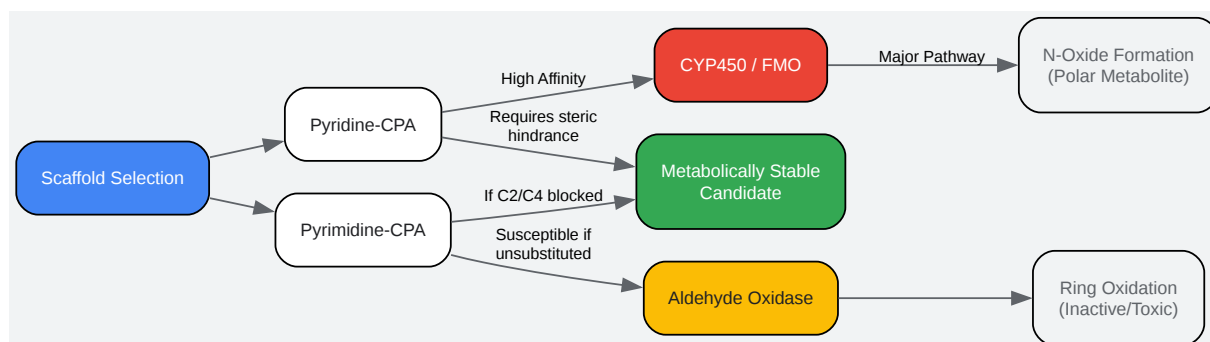 Scaffold Selection
Pyridine-CPA
Pyrimidine-CPA
High Affinity
Requires steric
hindrance
If C2/C4 blocked
Susceptible if
unsubstituted
CYP450 / FMO
Metabolically Stable
Candidate
Aldehyde Oxidase
Major Pathway
N-Oxide Formation
(Polar Metabolite)
Ring Oxidation
(Inactive/Toxic)